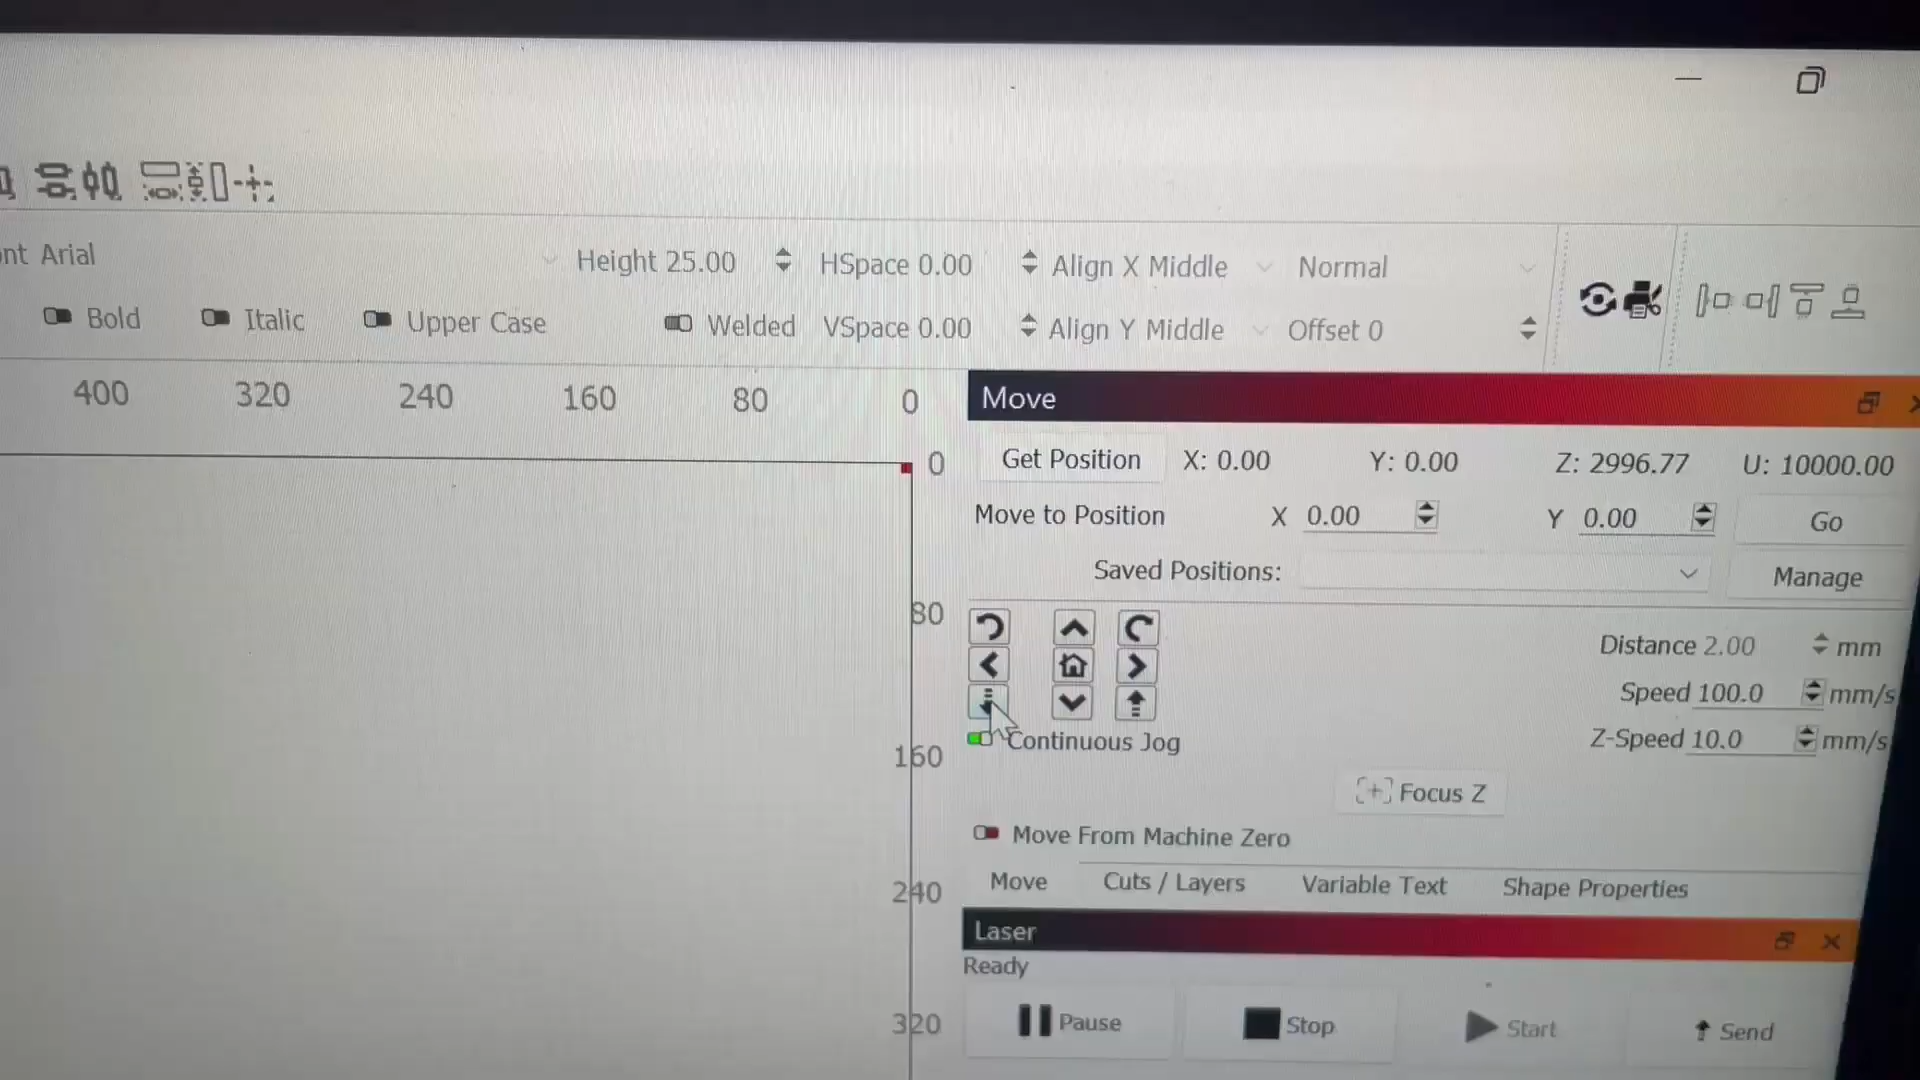 Arial
Height 25.00
HSpace 0.00
Align X Middle
Normal
Bold
Italic
Upper Case
Welded
VSpace 0.00
Align Y Middle
Offset 0
400 320 240 160 80 0
Move
0
Get Position X: 0.00 Y: 0.00 Z: 2996.77 U: 10000.00
Move to Position X 0.00 Y 0.00 Go
Saved Positions: Manage
80
Distance 2.00 mm
Speed 100.0 mm/s
Z-Speed 10.0 mm/s
Continuous Jog
160
Focus Z
Move From Machine Zero
Move Cuts / Layers Variable Text Shape Properties
240
Laser
Ready
320
Pause Stop Start Send